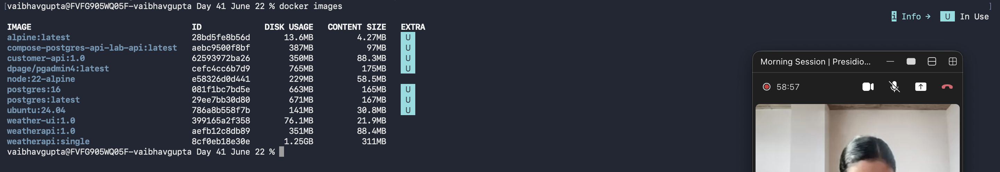 [vaibhavgupta@FVFG905WQ05F-vaibhavgupta Day 41 June 22 % docker images ]
i Info → U In Use
IMAGE ID DISK USAGE CONTENT SIZE EXTRA
alpine:latest 28bd5fe8b56d 13.6MB 4.27MB U
compose-postgres-api-lab-api:latest aebc9500f8bf 387MB 97MB U
customer-api:1.0 62593972ba26 350MB 88.3MB U
dpage/pgadmin4:latest cefc4cc6b7d9 765MB 175MB U
node:22-alpine e58326d0d441 229MB 58.5MB
postgres:16 081f1bc7bd5e 663MB 165MB U
postgres:latest 29ee7bb30d80 671MB 167MB U
ubuntu:24.04 786a8b558f7b 141MB 30.8MB U
weather-ui:1.0 399165a2f358 76.1MB 21.9MB
weatherapi:1.0 aefb12c8db89 351MB 88.4MB
weatherapi:single 8cf0eb18e30e 1.25GB 311MB
vaibhavgupta@FVFG905WQ05F-vaibhavgupta Day 41 June 22 %
Morning Session | Presidio...
58:57